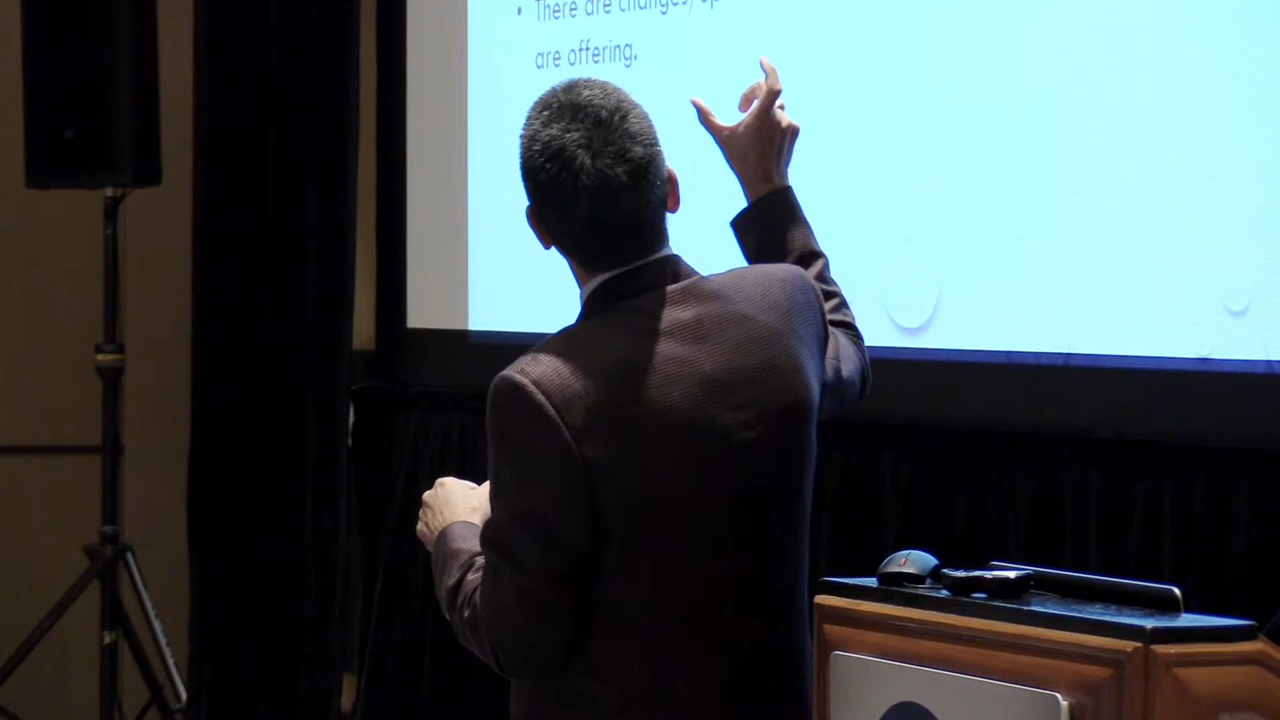 • There are changes/
are offering.